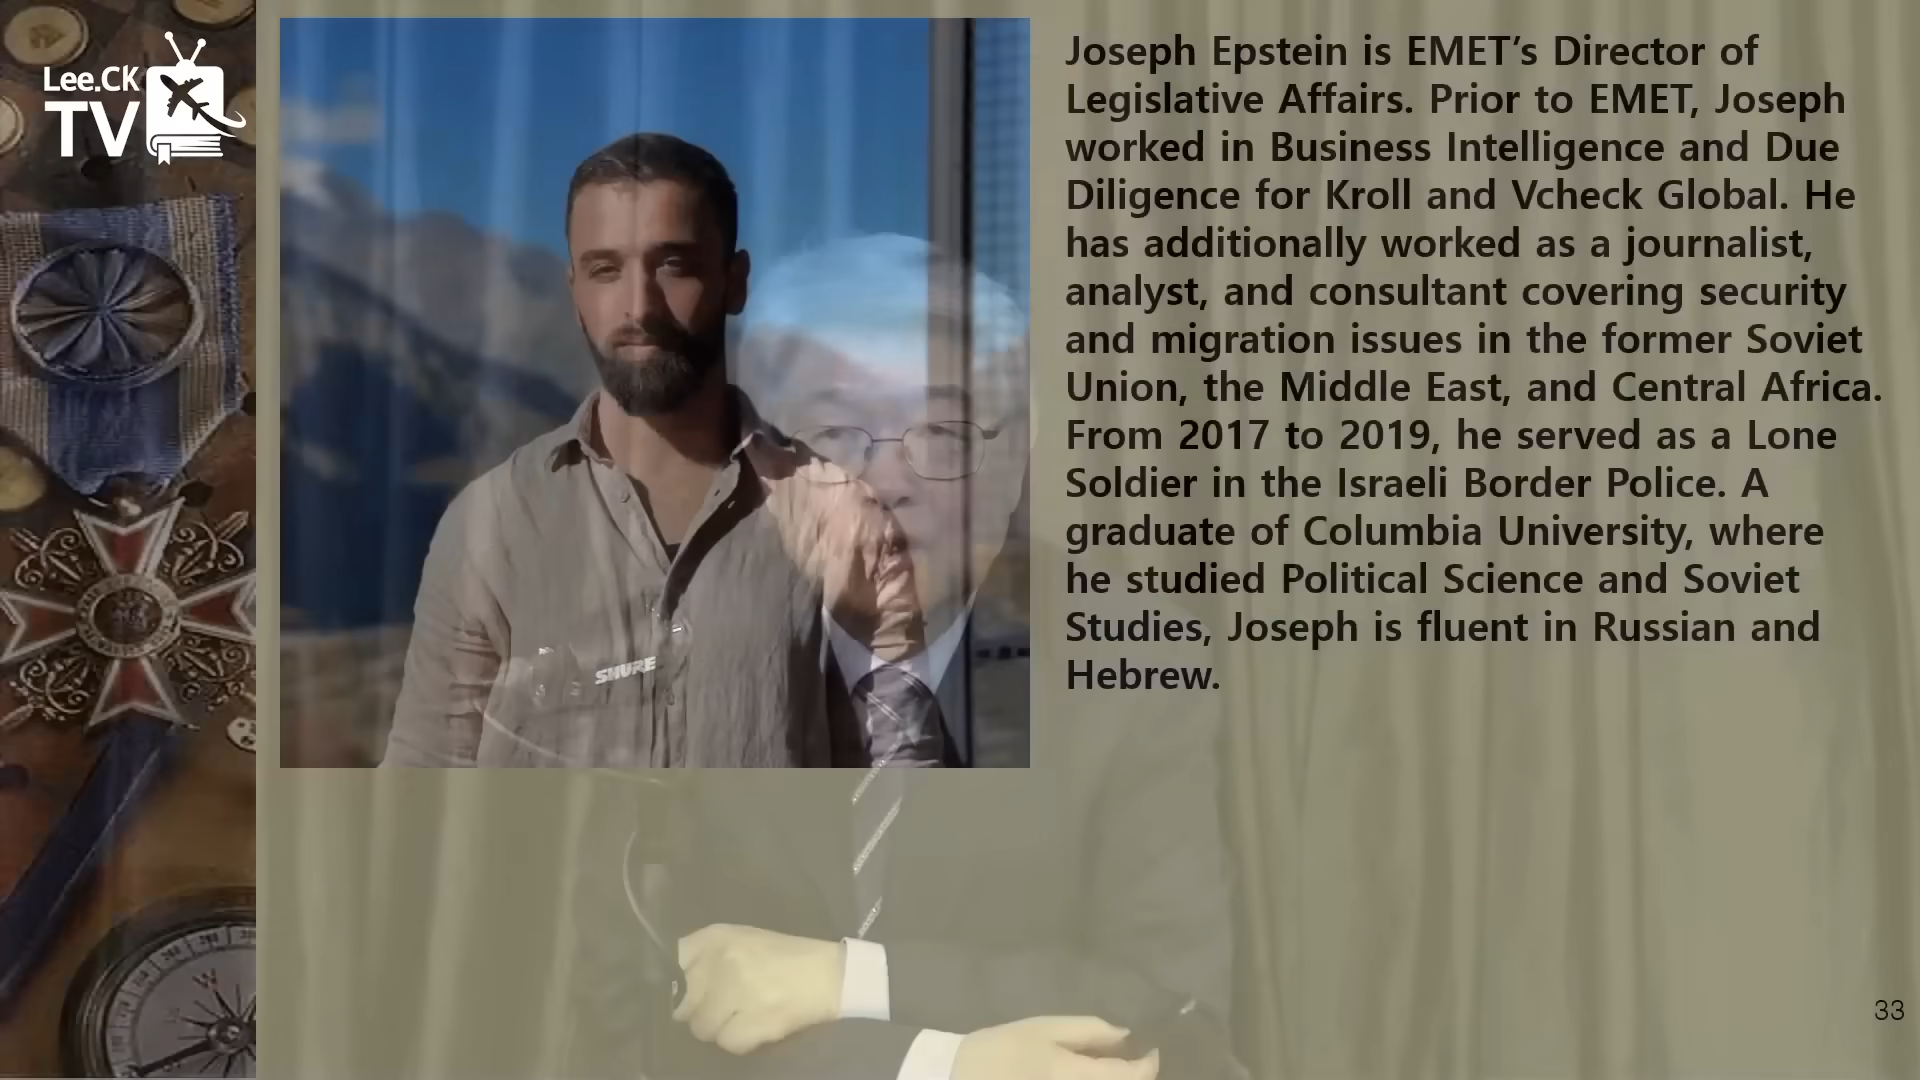 Lee.CK
TV
Joseph Epstein is EMET’s Director of
Legislative Affairs. Prior to EMET, Joseph
worked in Business Intelligence and Due
Diligence for Kroll and Vcheck Global. He
has additionally worked as a journalist,
analyst, and consultant covering security
and migration issues in the former Soviet
Union, the Middle East, and Central Africa.
From 2017 to 2019, he served as a Lone
Soldier in the Israeli Border Police. A
graduate of Columbia University, where
he studied Political Science and Soviet
Studies, Joseph is fluent in Russian and
Hebrew.
SHURE
W
33